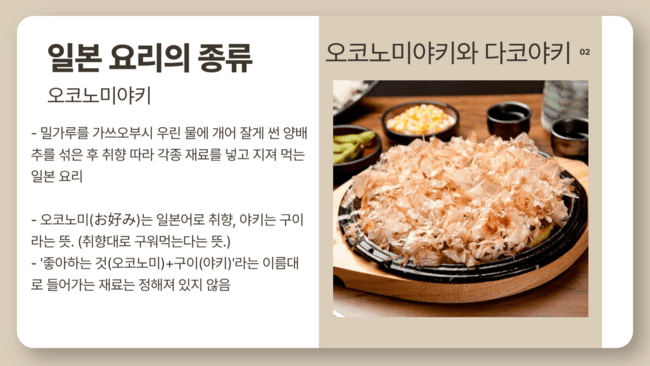 일본 요리의 종류
오코노미야키
- 밀가루를 가쓰오부시 우린 물에 개어 잘게 썬 양배
추를 섞은 후 취향 따라 각종 재료를 넣고 지져 먹는
일본 요리
- 오코노미(お好み)는 일본어로 취향, 야키는 구이
라는 뜻. (취향대로 구워먹는다는 뜻.)
- '좋아하는 것(오코노미)+구이(야키)'라는 이름대
로 들어가는 재료는 정해져 있지 않음
오코노미야키와 다코야키 02